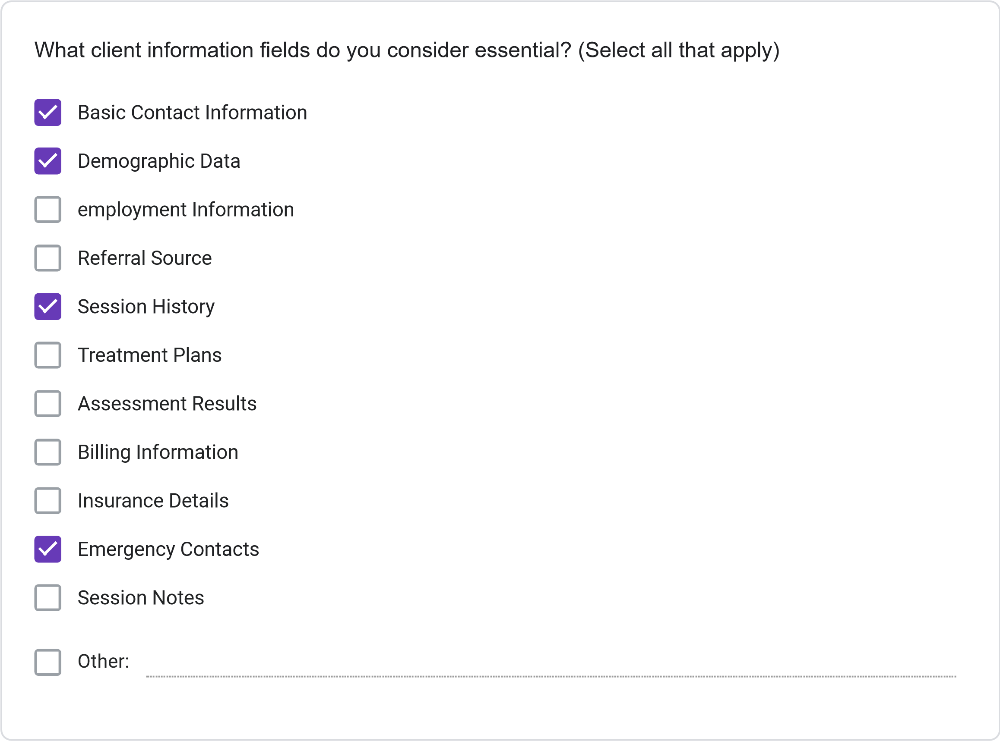 What client information fields do you consider essential? (Select all that apply)
Basic Contact Information
Demographic Data
employment Information
Referral Source
Session History
Treatment Plans
Assessment Results
Billing Information
Insurance Details
Emergency Contacts
Session Notes
Other: